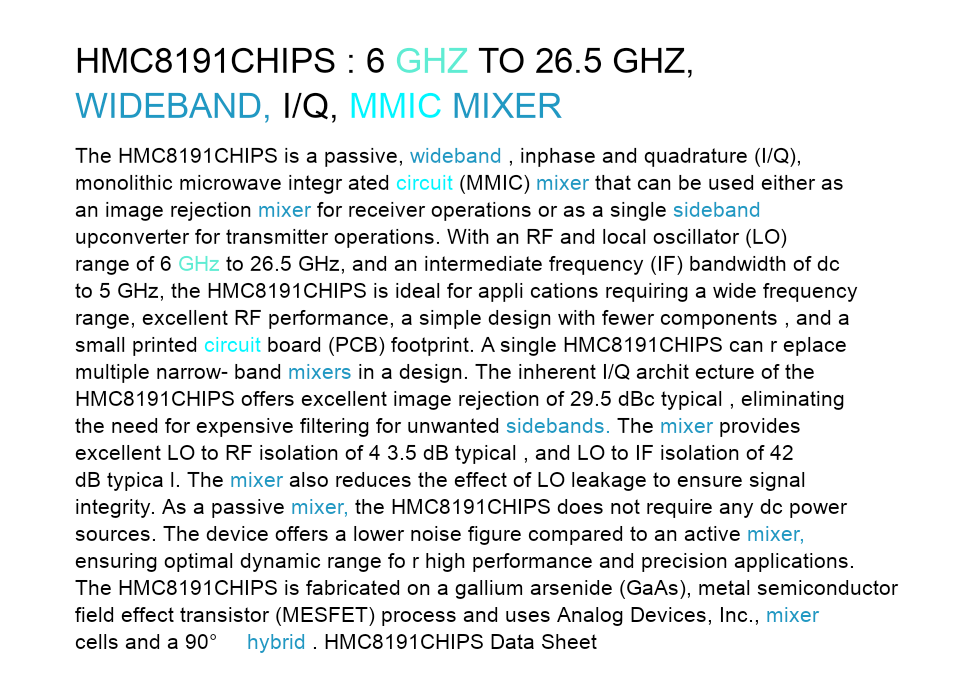 HMC8191CHIPS : 6 GHZ TO 26.5 GHZ,
WIDEBAND, I/Q, MMIC MIXER
The HMC8191CHIPS is a passive, wideband , inphase and quadrature (I/Q),
monolithic microwave integr ated circuit (MMIC) mixer that can be used either as
an image rejection mixer for receiver operations or as a single sideband
upconverter for transmitter operations. With an RF and local oscillator (LO)
range of 6 GHz to 26.5 GHz, and an intermediate frequency (IF) bandwidth of dc
to 5 GHz, the HMC8191CHIPS is ideal for appli cations requiring a wide frequency
range, excellent RF performance, a simple design with fewer components , and a
small printed circuit board (PCB) footprint. A single HMC8191CHIPS can r eplace
multiple narrow- band mixers in a design. The inherent I/Q archit ecture of the
HMC8191CHIPS offers excellent image rejection of 29.5 dBc typical , eliminating
the need for expensive filtering for unwanted sidebands. The mixer provides
excellent LO to RF isolation of 4 3.5 dB typical , and LO to IF isolation of 42
dB typica l. The mixer also reduces the effect of LO leakage to ensure signal
integrity. As a passive mixer, the HMC8191CHIPS does not require any dc power
sources. The device offers a lower noise figure compared to an active mixer,
ensuring optimal dynamic range fo r high performance and precision applications.
The HMC8191CHIPS is fabricated on a gallium arsenide (GaAs), metal semiconductor
field effect transistor (MESFET) process and uses Analog Devices, Inc., mixer
cells and a 90° hybrid . HMC8191CHIPS Data Sheet